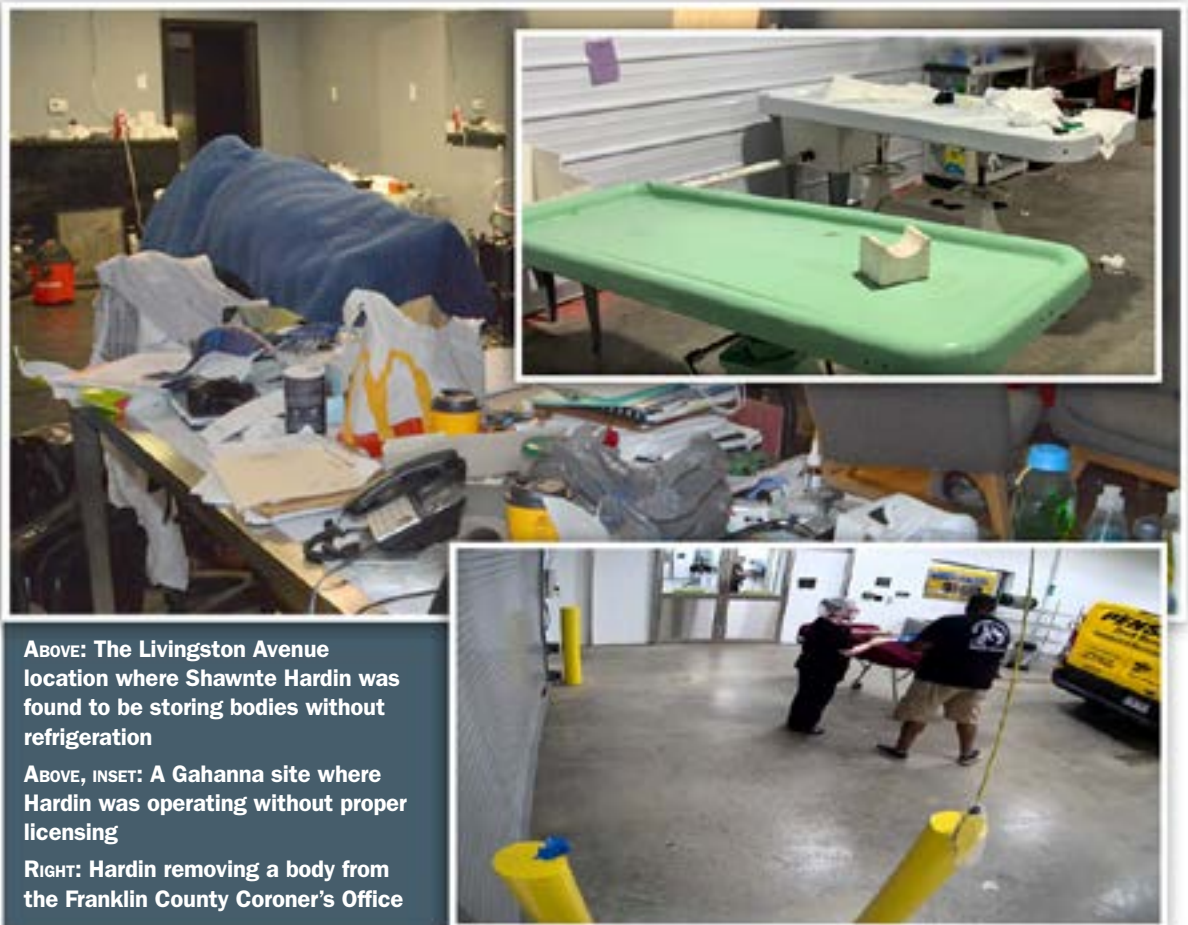 ABOVE: The Livingston Avenue
location where Shawnte Hardin was
found to be storing bodies without
refrigeration
ABOVE, INSET: A Gahanna site where
Hardin was operating without proper
licensing
RIGHT: Hardin removing a body from
the Franklin County Coroner’s Office
PENS